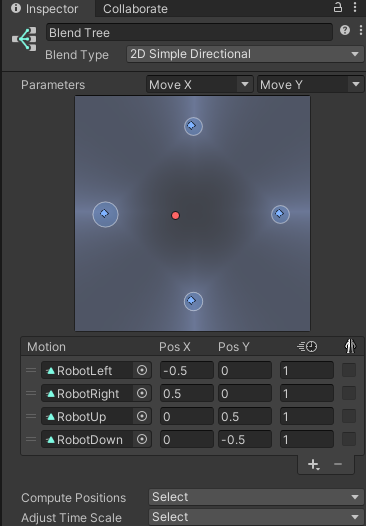 Inspector Collaborate
Blend Tree
Blend Type 2D Simple Directional
Parameters Move X Move Y
Motion Pos X Pos Y
RobotLeft -0.5 0 1
RobotRight 0.5 0 1
RobotUp 0 0.5 1
RobotDown 0 -0.5 1
+ −
Compute Positions Select
Adjust Time Scale Select